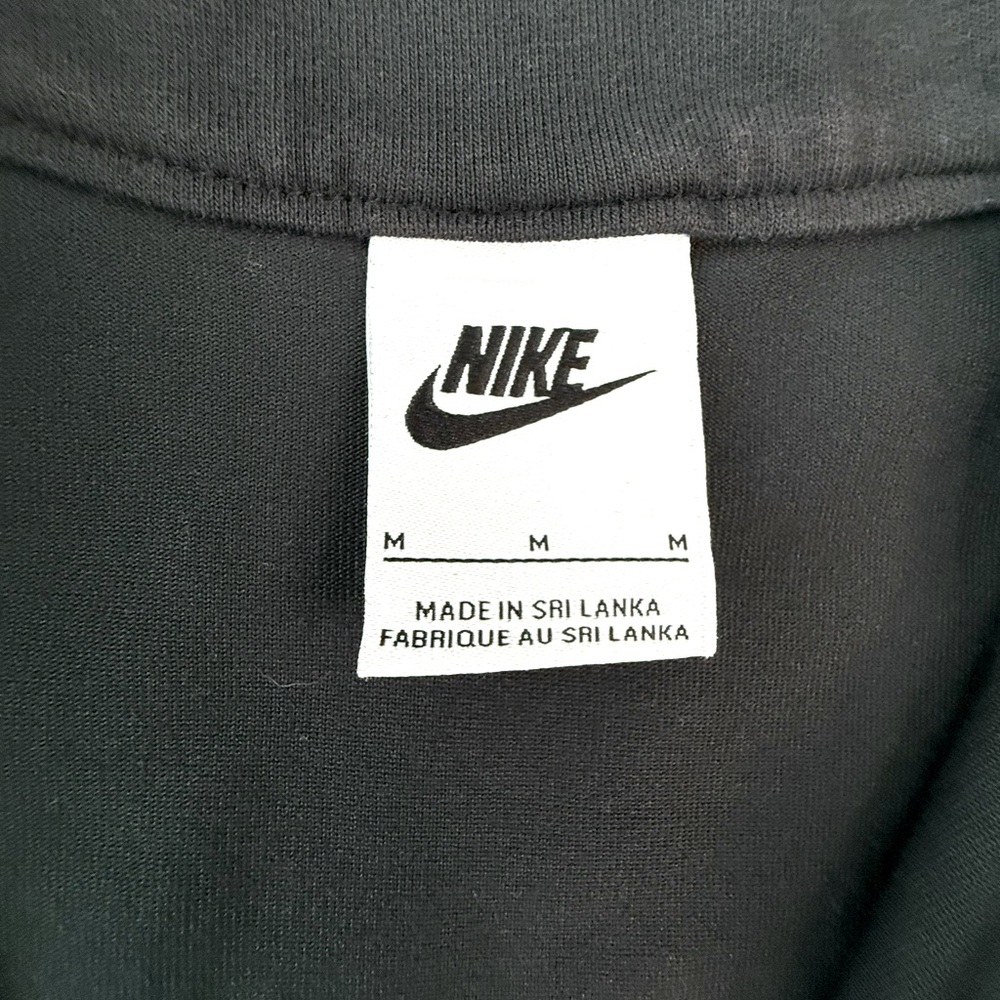 NIKE
M M M
MADE IN SRI LANKA
FABRIQUE AU SRI LANKA